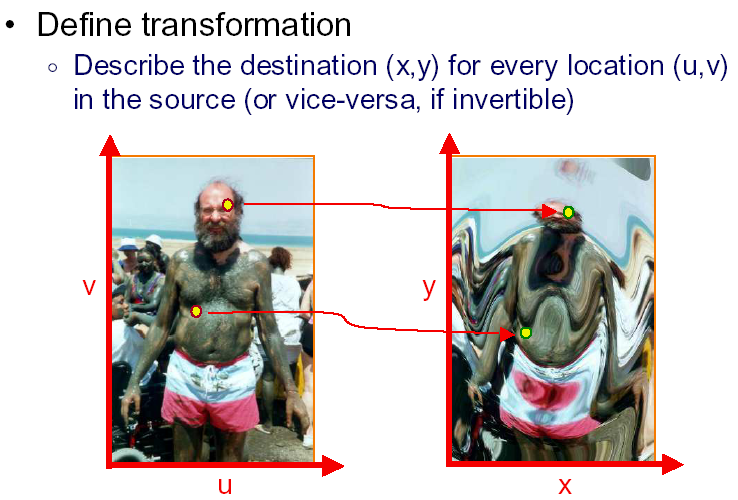 • Define transformation
○ Describe the destination (x,y) for every location (u,v)
in the source (or vice-versa, if invertible)
v
y
u
x